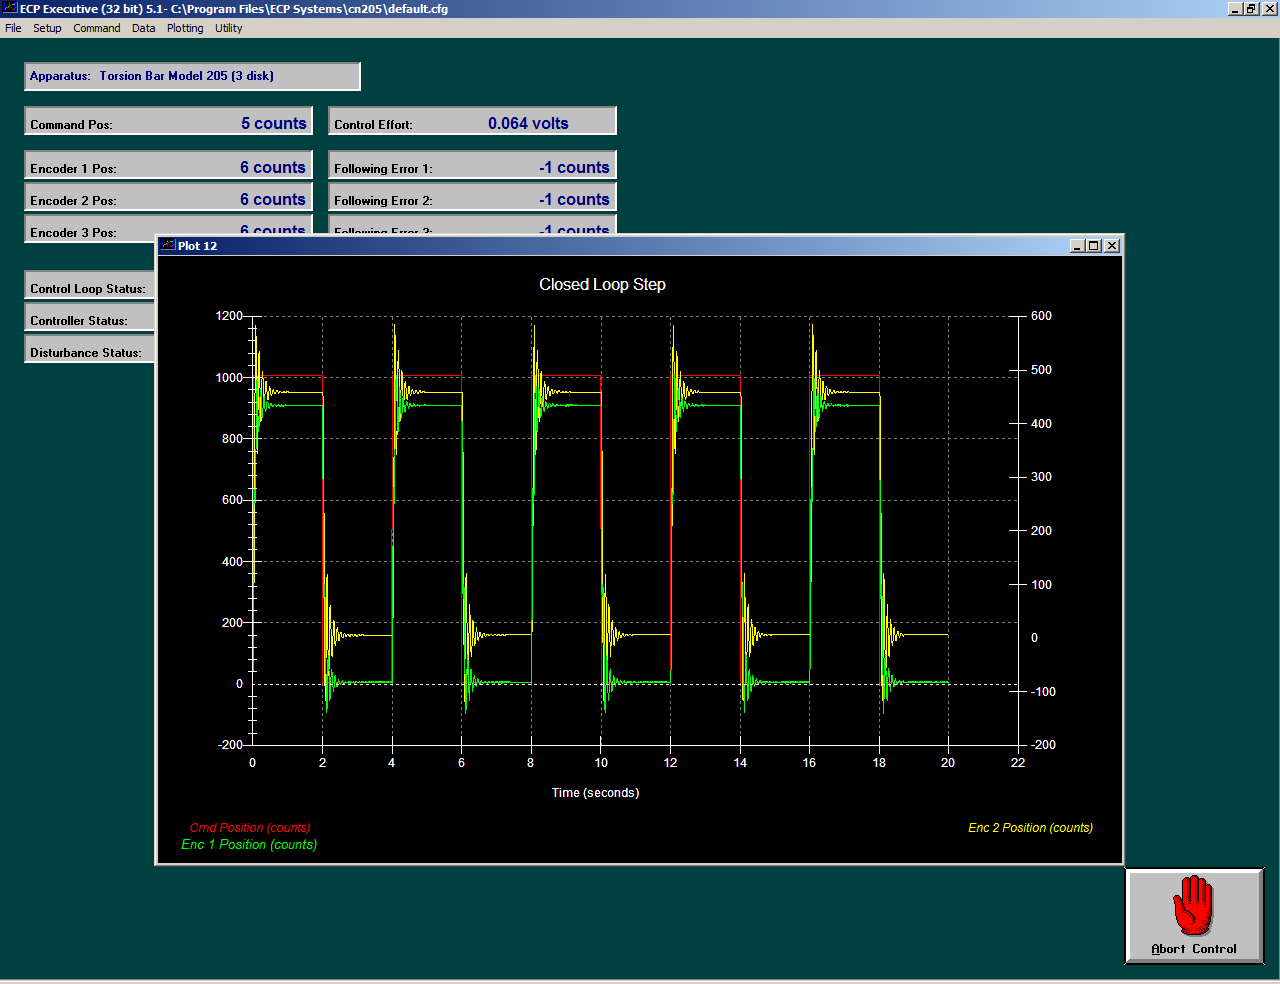 ECP Executive (32 bit) 5.1- C:\Program Files\ECP Systems\cn205\default.cfg
File Setup Command Data Plotting Utility
Apparatus: Torsion Bar Model 205 (3 disk)
Command Pos: 5 counts Control Effort: 0.064 volts
Encoder 1 Pos: 6 counts Following Error 1: -1 counts
Encoder 2 Pos: 6 counts Following Error 2: -1 counts
Encoder 3 Pos: 6 counts Following Error 3: -1 counts
Plot 12
Control Loop Status:
Controller Status:
Disturbance Status:
Closed Loop Step
1200 600
1000 500
800 400
600 300
400 200
200 100
0 0
-200 -100
-200
0 2 4 6 8 10 12 14 16 18 20 22
Time (seconds)
Cmd Position (counts) Enc 2 Position (counts)
Enc 1 Position (counts)
Abort Control